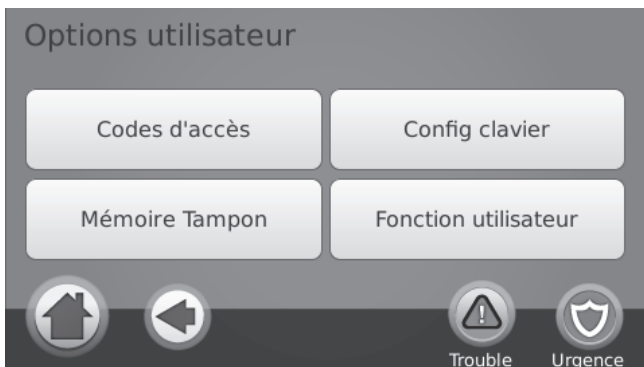 Options utilisateur
Codes d'accès Config clavier
Mémoire Tampon Fonction utilisateur
Trouble Urgence